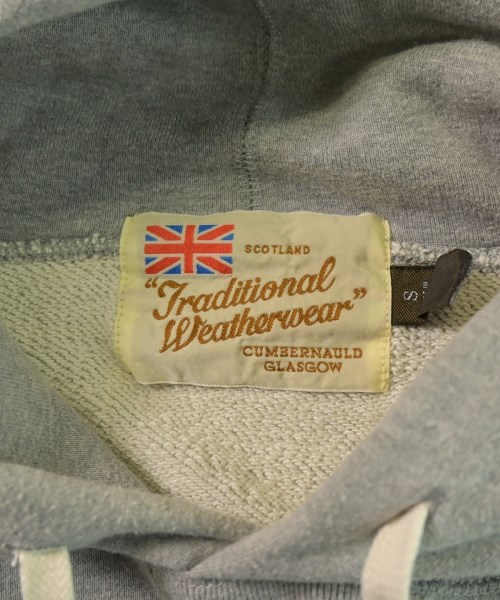 SCOTLAND
"Traditional
Weatherwear"
CUMBERNAULD
GLASGOW
S